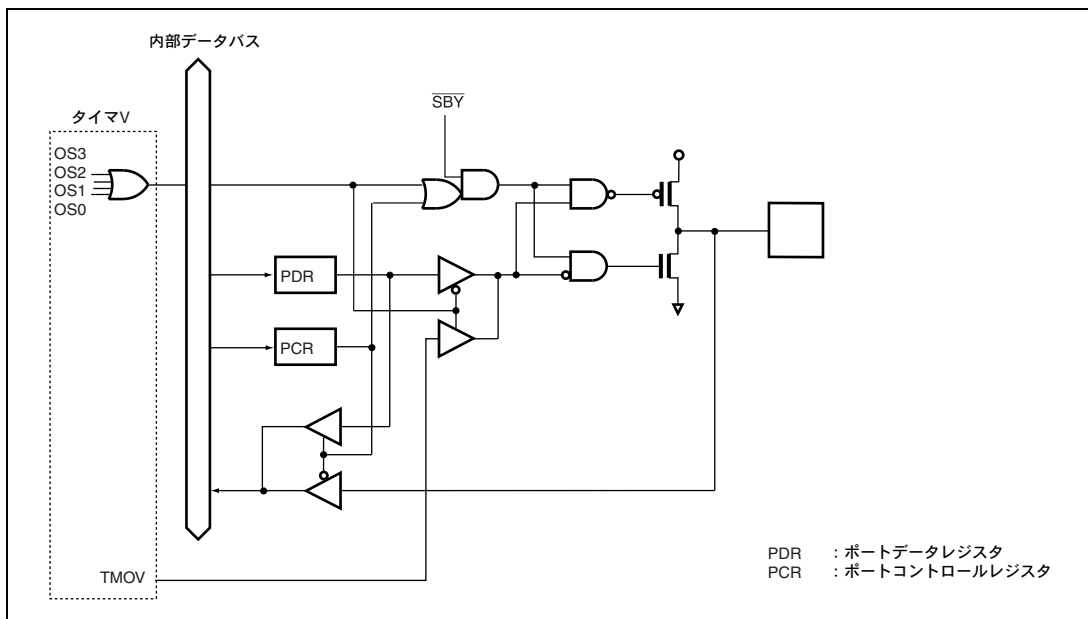 内部データバス
SBY
タイマV
OS3
OS2
OS1
OS0
PDR
PCR
TMOV
PDR :ポートデータレジスタ
PCR :ポートコントロールレジスタ